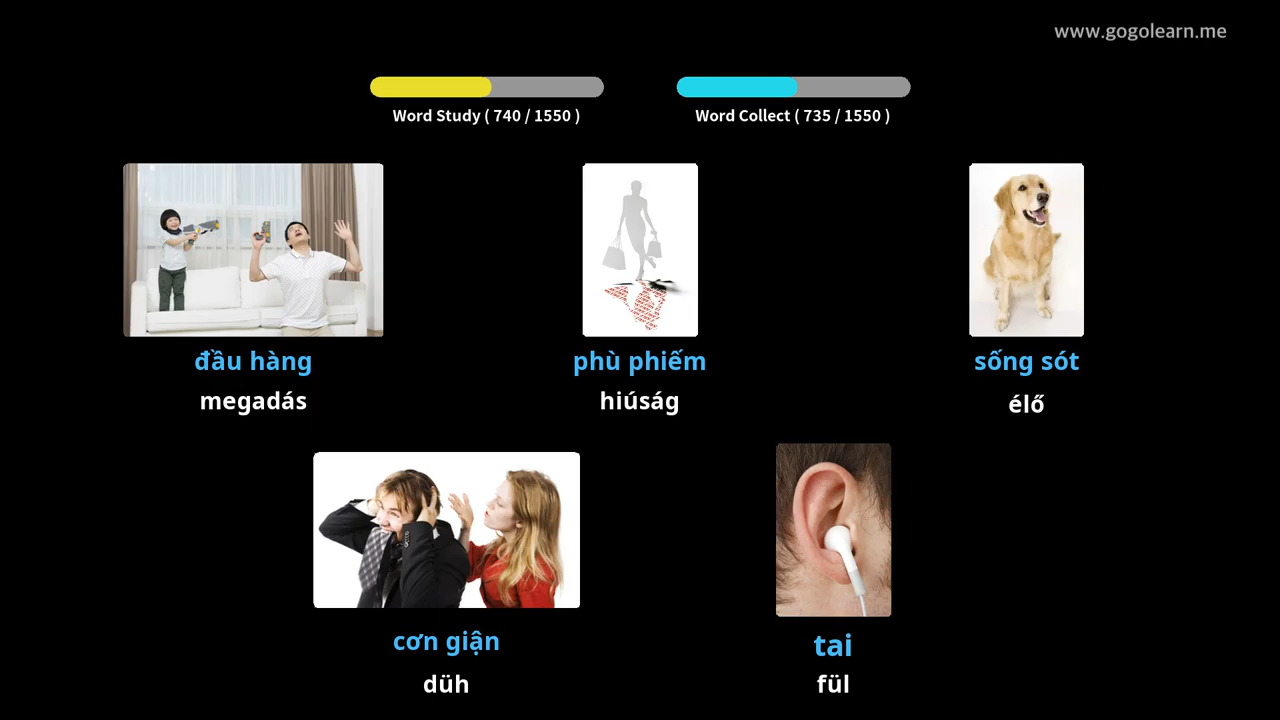 www.gogolearn.me
Word Study ( 740 / 1550 )
Word Collect ( 735 / 1550 )
đầu hàng
megadás
phù phiếm
hiúság
sống sót
élő
cơn giận
düh
tai
fül